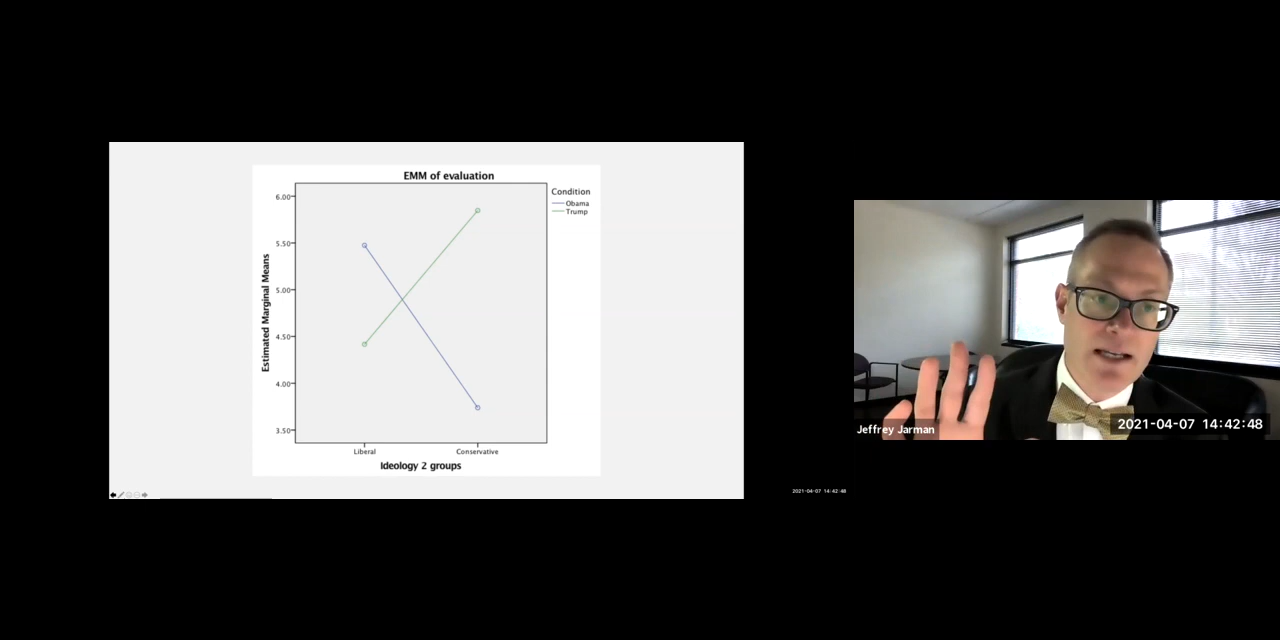 EMM of evaluation
Condition
Obama
Trump
Estimated Marginal Means
6.00
5.50
5.00
4.50
4.00
3.50
Liberal
Conservative
Ideology 2 groups
Jeffrey Jarman
2021-04-07 14:42:48
2021-04-07 14:42:48